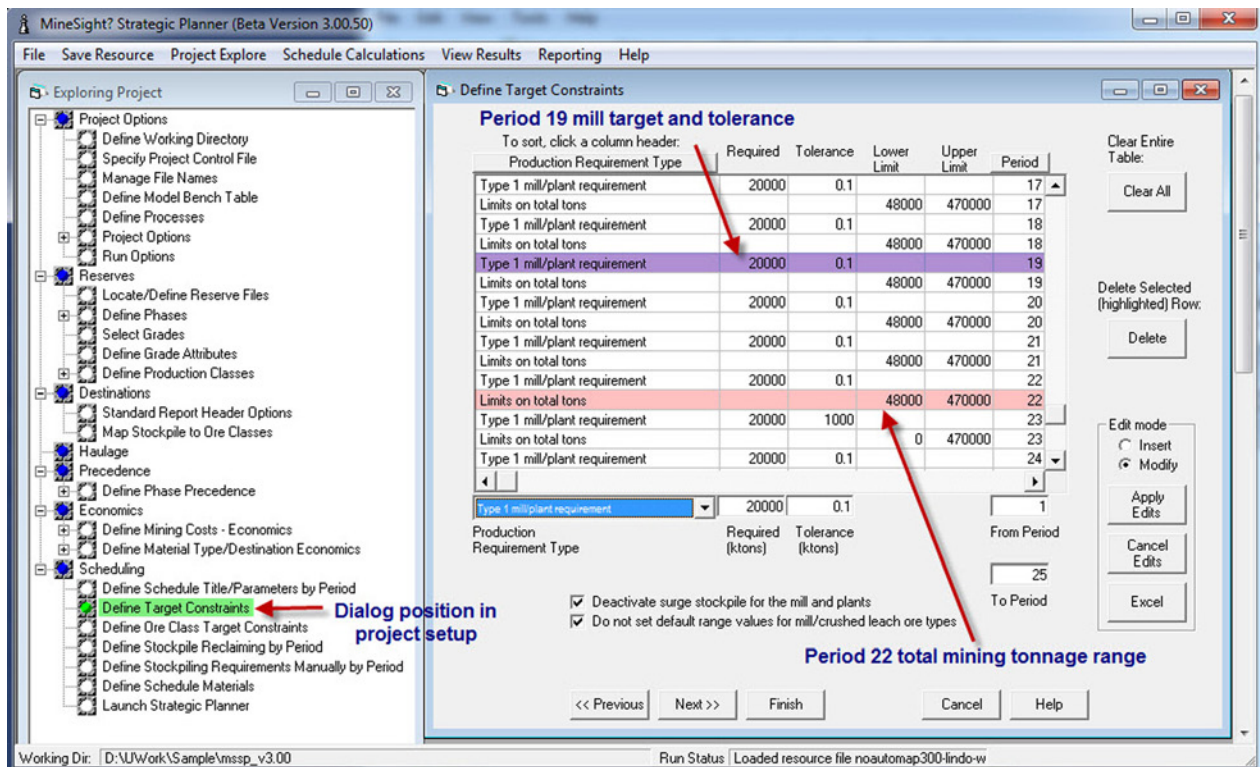 MineSight? Strategic Planner (Beta Version 3.00.50)
File Save Resource Project Explore Schedule Calculations View Results Reporting Help
Exploring Project
Project Options
Define Working Directory
Specify Project Control File
Manage File Names
Define Model Bench Table
Define Processes
Project Options
Run Options
Reserves
Locate/Define Reserve Files
Define Phases
Select Grades
Define Grade Attributes
Define Production Classes
Destinations
Standard Report Header Options
Map Stockpile to Ore Classes
Haulage
Precedence
Define Phase Precedence
Economics
Define Mining Costs - Economics
Define Material Type/Destination Economics
Scheduling
Define Schedule Title/Parameters by Period
Define Target Constraints
Define Ore Class Target Constraints
Define Stockpile Reclaiming by Period
Define Stockpiling Requirements Manually by Period
Define Schedule Materials
Launch Strategic Planner
Dialog position in
project setup
Define Target Constraints
Period 19 mill target and tolerance
To sort, click a column header:
Production Requirement Type Required Tolerance Lower Limit Upper Limit Period
Type 1 mill/plant requirement 20000 0.1 17
Limits on total tons 48000 470000 17
Type 1 mill/plant requirement 20000 0.1 18
Limits on total tons 48000 470000 18
Type 1 mill/plant requirement 20000 0.1 19
Limits on total tons 48000 470000 19
Type 1 mill/plant requirement 20000 0.1 20
Limits on total tons 48000 470000 20
Type 1 mill/plant requirement 20000 0.1 21
Limits on total tons 48000 470000 21
Type 1 mill/plant requirement 20000 0.1 22
Limits on total tons 48000 470000 22
Type 1 mill/plant requirement 20000 1000 23
Limits on total tons 0 470000 23
Type 1 mill/plant requirement 20000 0.1 24
Type 1 mill/plant requirement 20000 0.1 1
Production Requirement Type
Required (ktons)
Tolerance (ktons)
From Period
25
To Period
Deactivate surge stockpile for the mill and plants
Do not set default range values for mill/crushed leach ore types
Period 22 total mining tonnage range
<< Previous Next >> Finish Cancel Help
Clear Entire
Table:
Clear All
Delete Selected
(highlighted) Row:
Delete
Edit mode
Insert
Modify
Apply
Edits
Cancel
Edits
Excel
Working Dir: D:\UWork\Sample\mssp_v3.00
Run Status Loaded resource file noautomap300-lindo-w